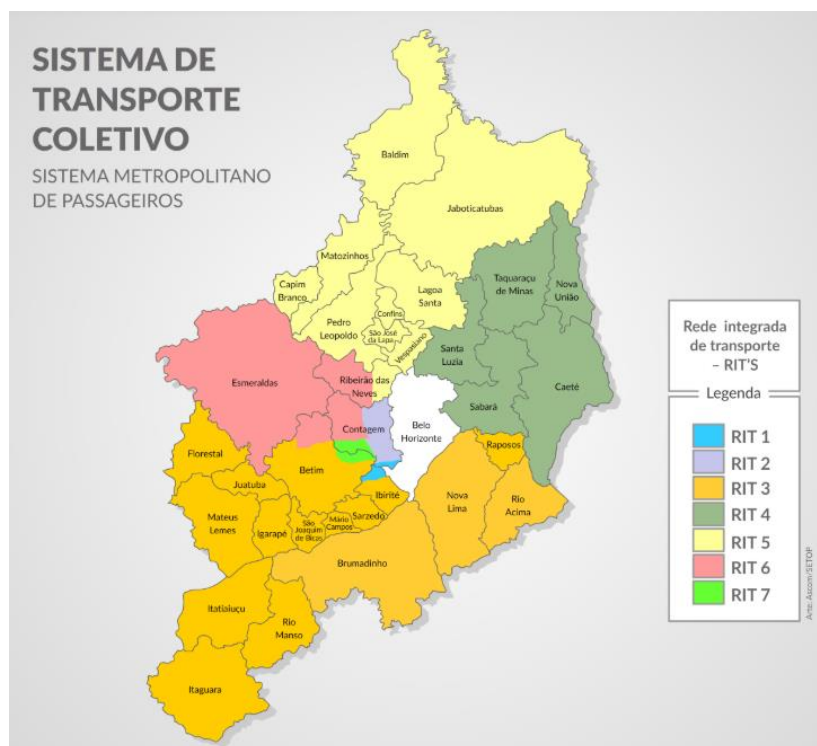 SISTEMA DE
TRANSPORTE
COLETIVO
SISTEMA METROPOLITANO
DE PASSAGEIROS
Baldim
Jaboticatubas
Matozinhos
Capim
Branco
Lagoa
Santa
Taquaraçu
de Minas
Nova
União
Confins
Pedro
Leopoldo
São José
da Lapa
Vespasiano
Santa
Luzia
Esmeraldas
Ribeirão das
Neves
Caeté
Sabará
Contagem
Belo
Horizonte
Florestal
Betim
Raposos
Juatuba
Ibirité
Nova
Lima
Rio
Acima
Mateus
Lemes
Igarapé
São
Joaquim
de Bicas
Mário
Campos
Sarzedo
Brumadinho
Itatiaiuçu
Rio
Manso
Itaguara
Rede integrada
de transporte
– RIT'S
Legenda
RIT 1
RIT 2
RIT 3
RIT 4
RIT 5
RIT 6
RIT 7
Arte: Ascom/SETOP